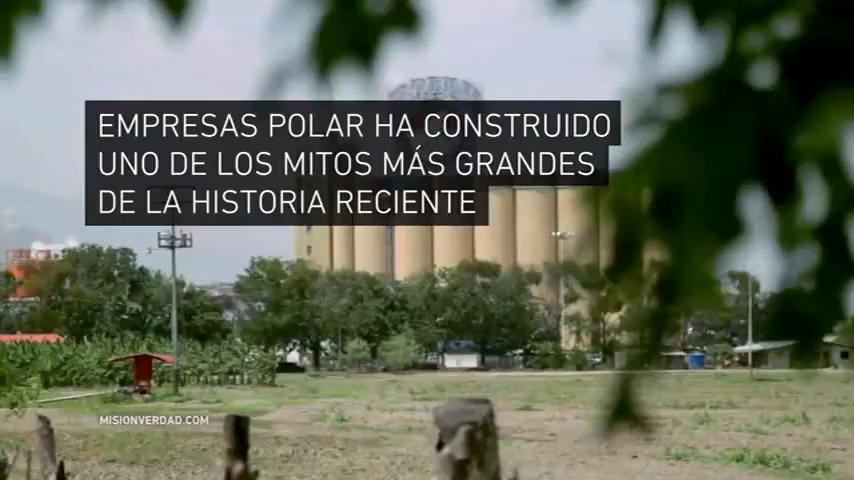 EMPRESAS POLAR HA CONSTRUIDO
UNO DE LOS MITOS MÁS GRANDES
DE LA HISTORIA RECIENTE
MISIONVERDAD.COM